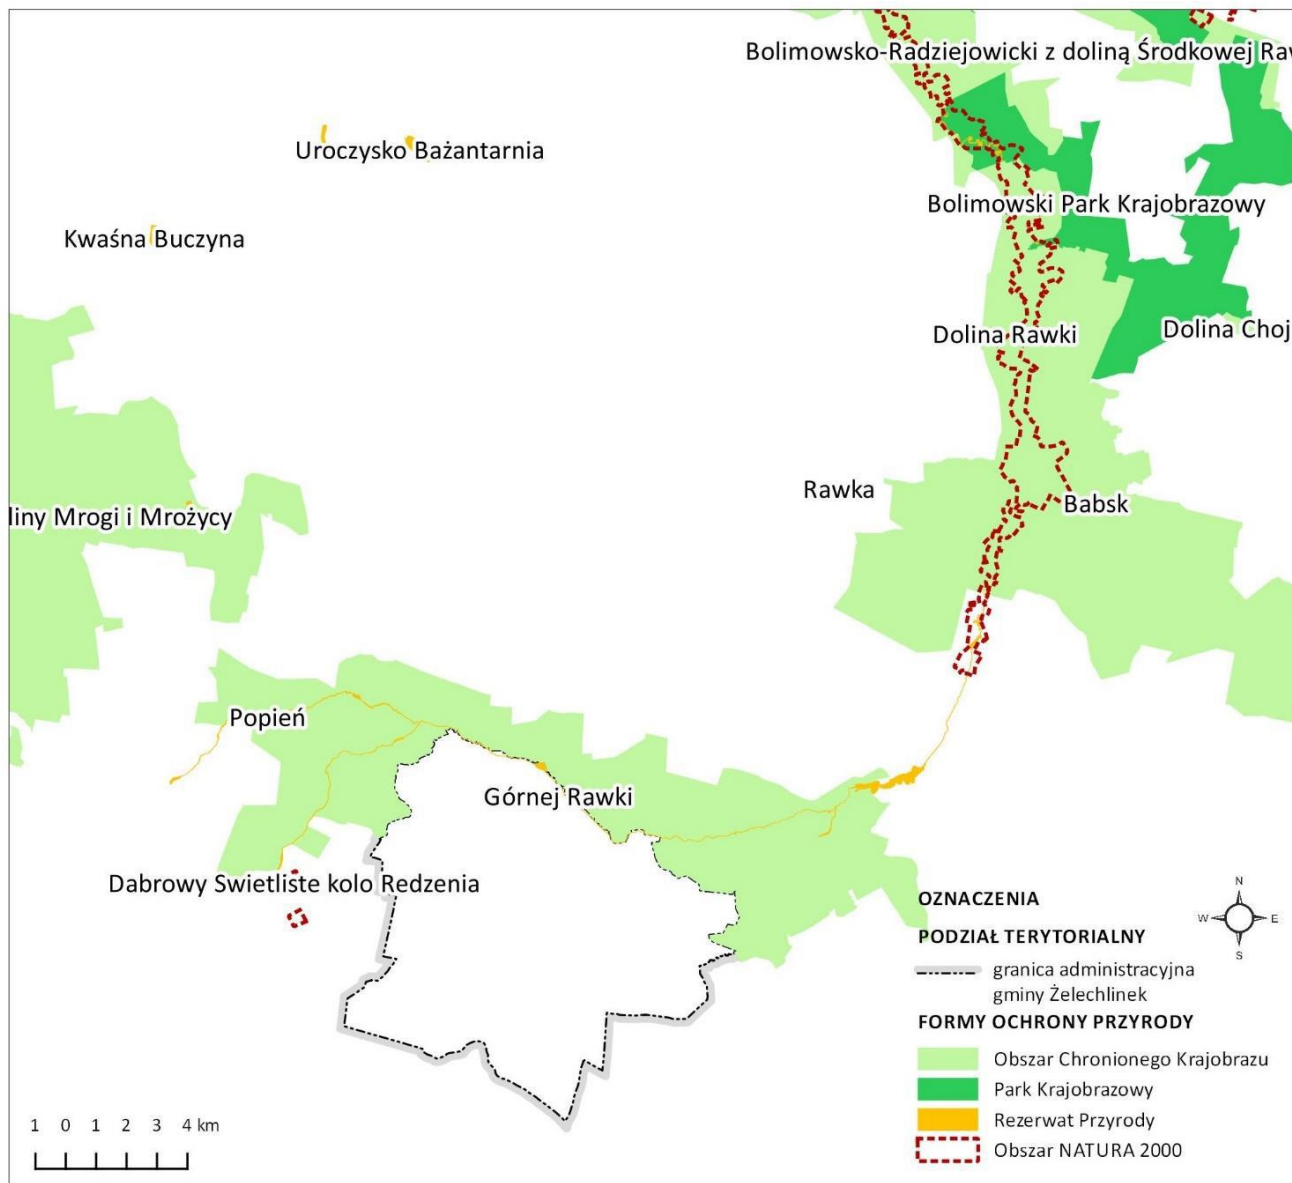 Bolimowsko-Radziejowicki z doliną Środkowej Raw
Uroczysko Bażantarnia
Bolimowski Park Krajobrazowy
Kwaśna Buczyna
Dolina Rawki
Dolina Choj
Rawka
Babsk
liny Mrogi i Mrożycy
Popień
Górnej Rawki
Dabrowy Swietliste kolo Redzenia
OZNACZENIA
PODZIAŁ TERYTORIALNY
granica administracyjna
gminy Żelechlinek
FORMY OCHRONY PRZYRODY
Obszar Chronionego Krajobrazu
Park Krajobrazowy
Rezerwat Przyrody
Obszar NATURA 2000
N
W E
S
1 0 1 2 3 4 km